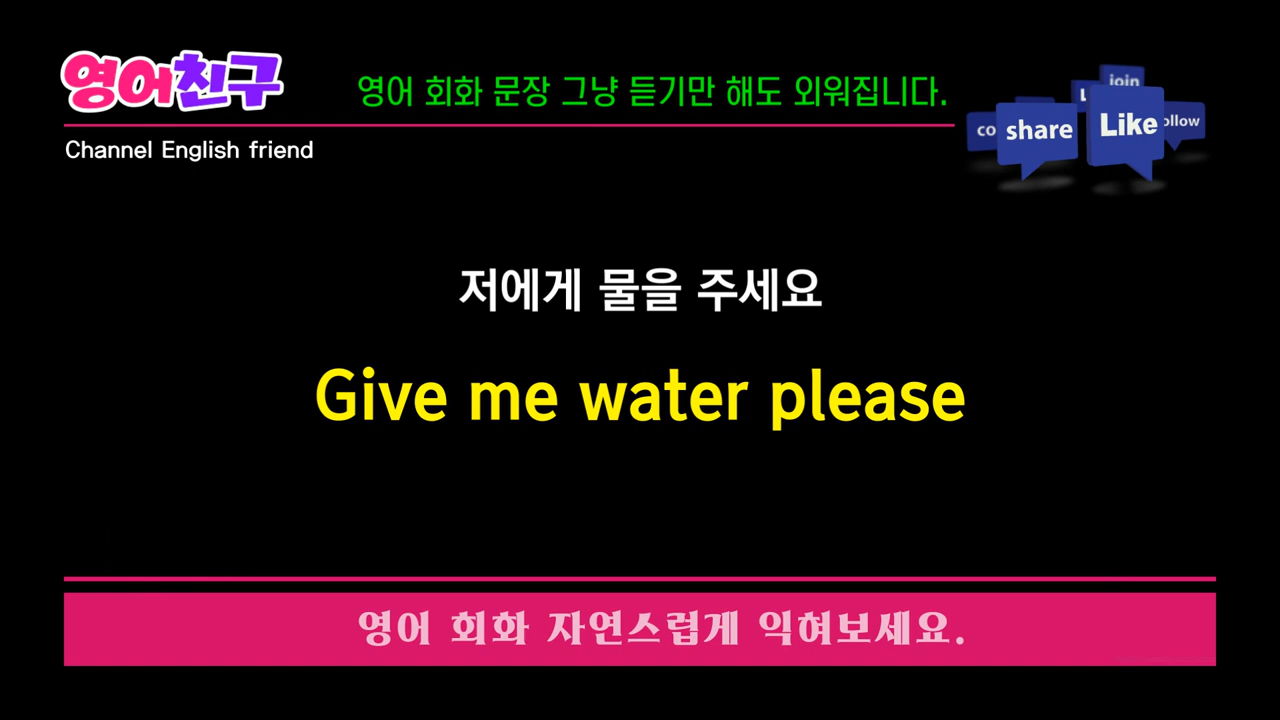 영어친구
영어 회화 문장 그냥 듣기만 해도 외워집니다.
Channel English friend
join
share
Like
저에게 물을 주세요
Give me water please
영어 회화 자연스럽게 익혀보세요.